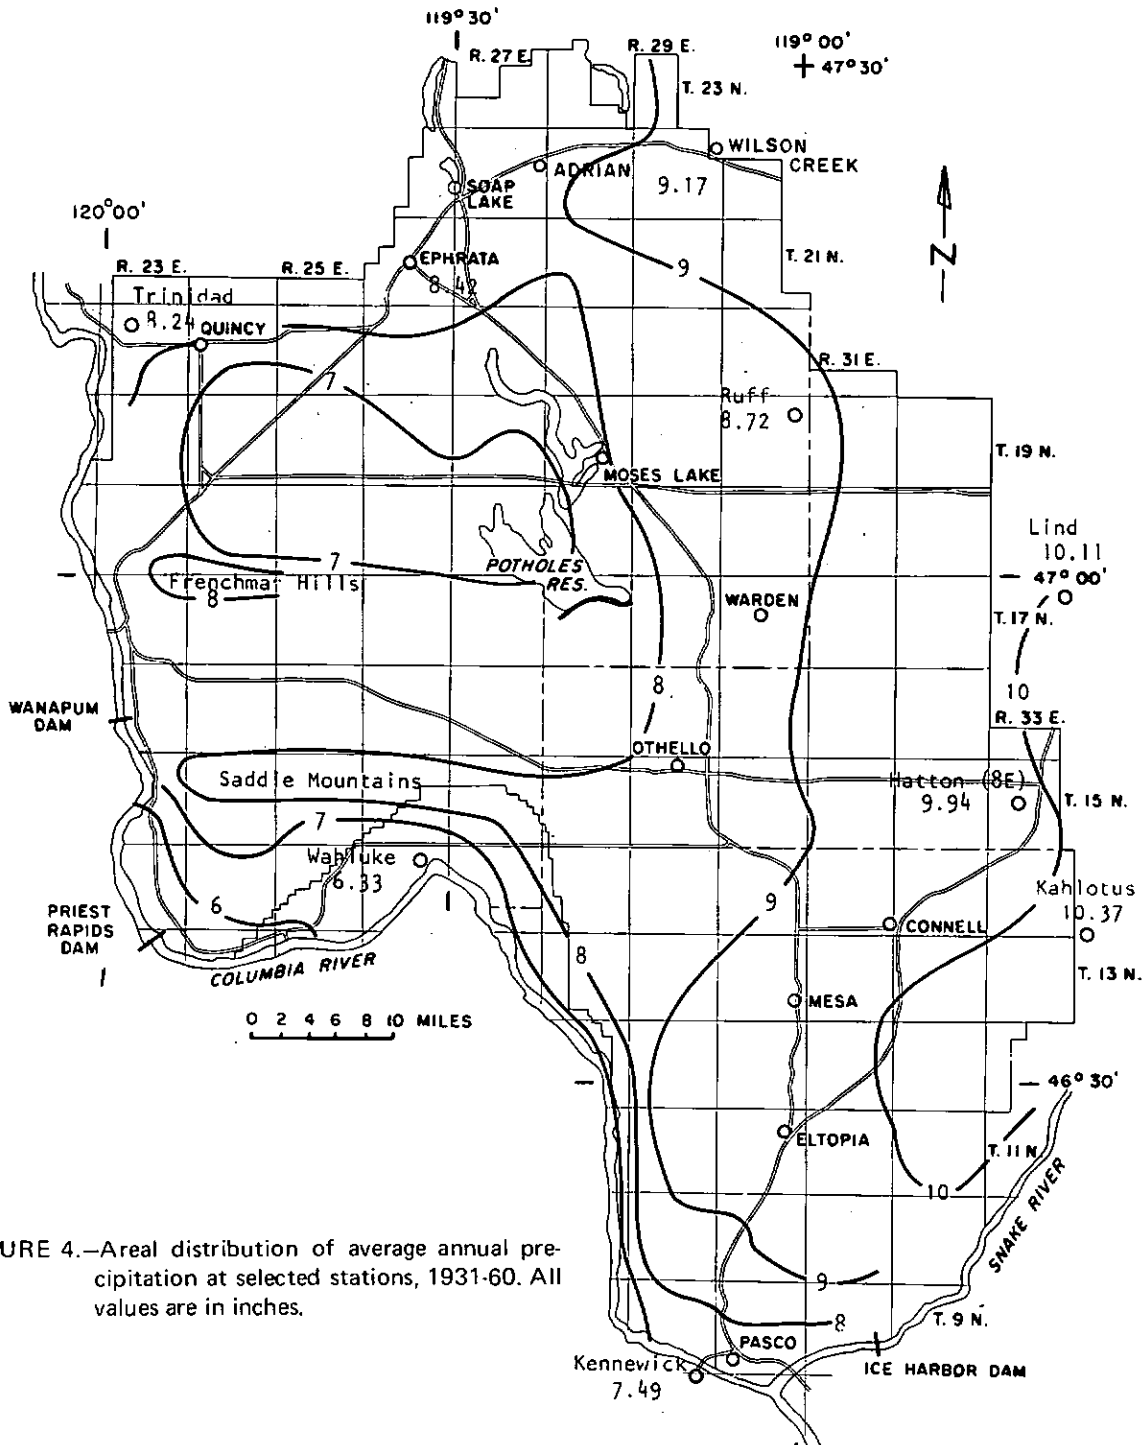 119° 30'
R. 27 E.
R. 29 E.
119° 00'
47° 30'
T. 23 N.
WILSON
CREEK
ADRIAN
9.17
SOAP
LAKE
120° 00'
EPHRATA
8.42
9
T. 21 N.
N
R. 23 E.
R. 25 E.
Trinidad
8.24
QUINCY
7
R. 31 E.
Ruff
8.72
MOSES LAKE
T. 19 N.
Lind
10.11
7
POTHOLES
RES.
47° 00'
Frenchman Hills
8
WARDEN
T. 17 N.
8
10
WANAPUM
DAM
R. 33 E.
OTHELLO
Saddle Mountains
Hatton (8E)
9.94
T. 15 N.
7
Wahluke
6.33
Kahlotus
10.37
6
9
PRIEST
RAPIDS
DAM
CONNELL
8
COLUMBIA RIVER
T. 13 N.
MESA
0 2 4 6 8 10 MILES
46° 30'
ELTOPIA
T. 11 N.
10
SNAKE RIVER
URE 4.—Areal distribution of average annual pre-
cipitation at selected stations, 1931-60. All
values are in inches.
9
8
T. 9 N.
PASCO
Kennewick
7.49
ICE HARBOR DAM